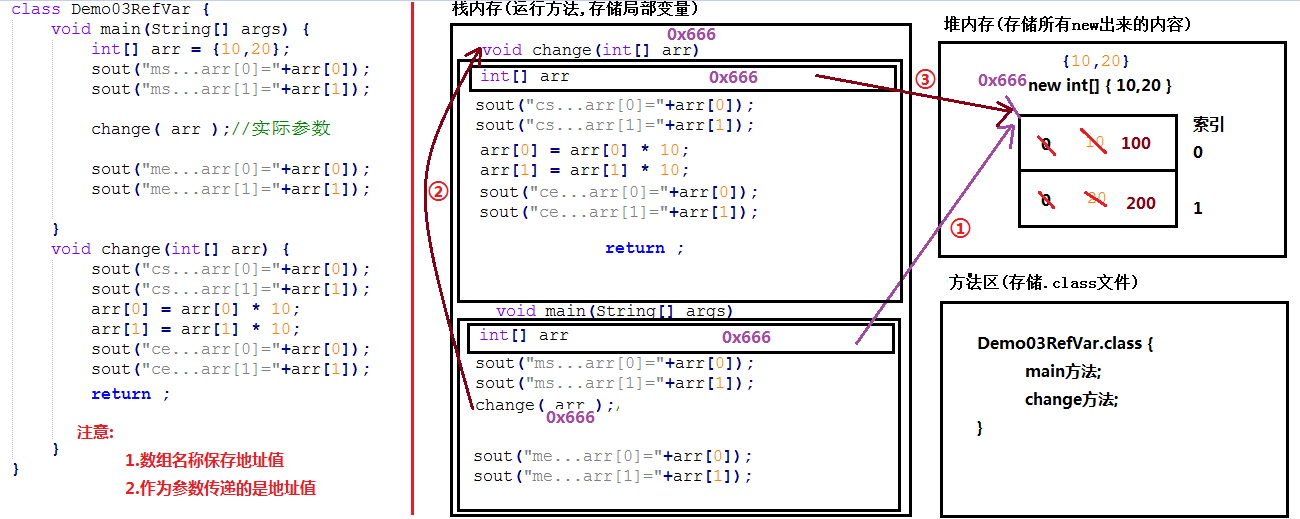 class Demo03RefVar {
void main(String[] args) {
int[] arr = {10,20};
sout("ms...arr[0]="+arr[0]);
sout("ms...arr[1]="+arr[1]);
change( arr );//实际参数
sout("me...arr[0]="+arr[0]);
sout("me...arr[1]="+arr[1]);
}
void change(int[] arr) {
sout("cs...arr[0]="+arr[0]);
sout("cs...arr[1]="+arr[1]);
arr[0] = arr[0] * 10;
arr[1] = arr[1] * 10;
sout("ce...arr[0]="+arr[0]);
sout("ce...arr[1]="+arr[1]);
return ;
注意:
}
1.数组名称保存地址值
}
2.作为参数传递的是地址值
栈内存(运行方法,存储局部变量)
0x666
void change(int[] arr)
int[] arr 0x666
sout("cs...arr[0]="+arr[0]);
sout("cs...arr[1]="+arr[1]);
arr[0] = arr[0] * 10;
arr[1] = arr[1] * 10;
sout("ce...arr[0]="+arr[0]);
sout("ce...arr[1]="+arr[1]);
return ;
void main(String[] args)
int[] arr 0x666
sout("ms...arr[0]="+arr[0]);
sout("ms...arr[1]="+arr[1]);
change( arr );/
0x666
sout("me...arr[0]="+arr[0]);
sout("me...arr[1]="+arr[1]);
②
③
①
堆内存(存储所有new出来的内容)
{10,20}
0x666
new int[] { 10,20 }
索引
0 10 100 0
0 20 200 1
方法区(存储.class文件)
Demo03RefVar.class {
main方法;
change方法;
}